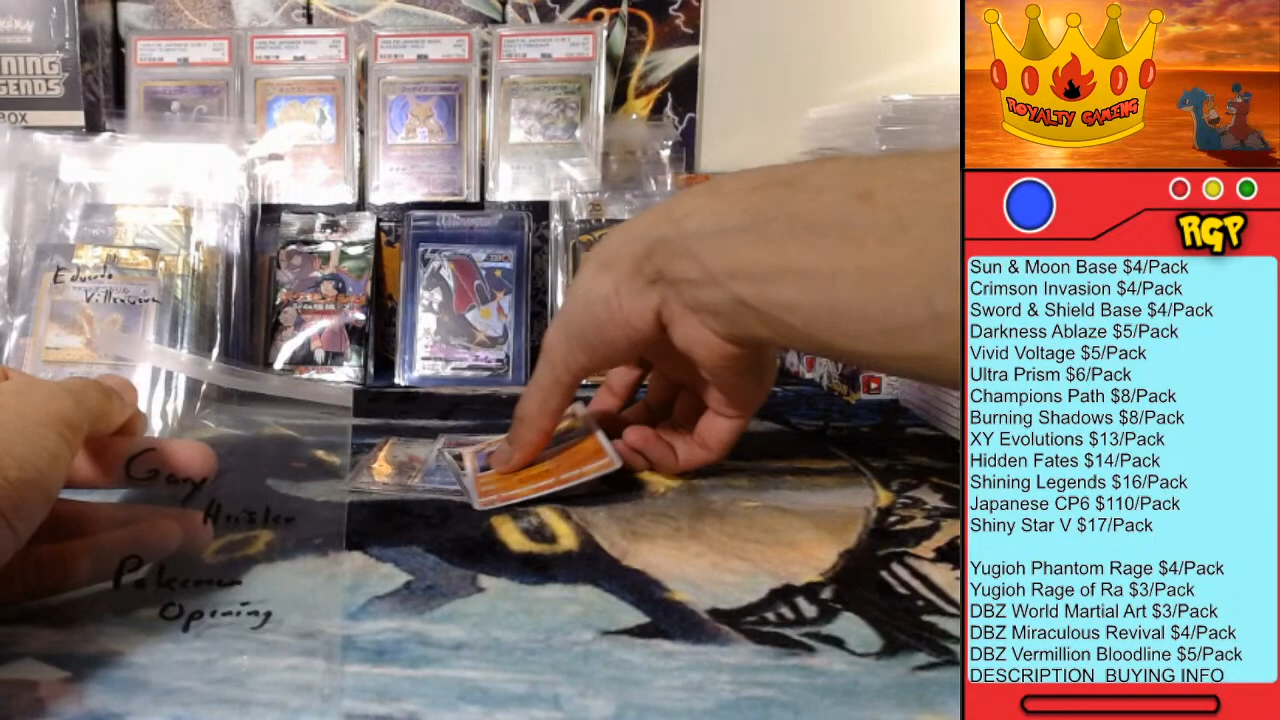 NING
GENDS
BOX
Eduardo
Villanueva
Gary
Heisler
Pokemon
Opening
ROYALTY GAMING
RGP
Sun & Moon Base $4/Pack
Crimson Invasion $4/Pack
Sword & Shield Base $4/Pack
Darkness Ablaze $5/Pack
Vivid Voltage $5/Pack
Ultra Prism $6/Pack
Champions Path $8/Pack
Burning Shadows $8/Pack
XY Evolutions $13/Pack
Hidden Fates $14/Pack
Shining Legends $16/Pack
Japanese CP6 $110/Pack
Shiny Star V $17/Pack
Yugioh Phantom Rage $4/Pack
Yugioh Rage of Ra $3/Pack
DBZ World Martial Art $3/Pack
DBZ Miraculous Revival $4/Pack
DBZ Vermillion Bloodline $5/Pack
DESCRIPTION BUYING INFO